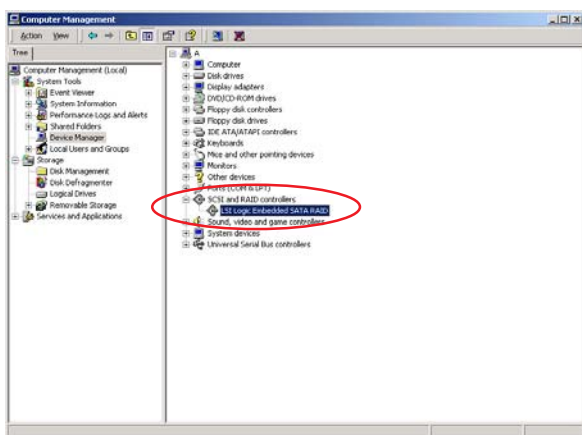 Computer Management
Action View
Tree
Computer Management (Local)
System Tools
Event Viewer
System Information
Performance Logs and Alerts
Shared Folders
Device Manager
Local Users and Groups
Storage
Disk Management
Disk Defragmenter
Logical Drives
Removable Storage
Services and Applications
A
Computer
Disk drives
Display adapters
DVD/CD-ROM drives
Floppy disk controllers
Floppy disk drives
IDE ATA/ATAPI controllers
Keyboards
Mice and other pointing devices
Monitors
Other devices
Ports (COM & LPT)
SCSI and RAID controllers
LSI Logic Embedded SATA RAID
Sound, video and game controllers
System devices
Universal Serial Bus controllers